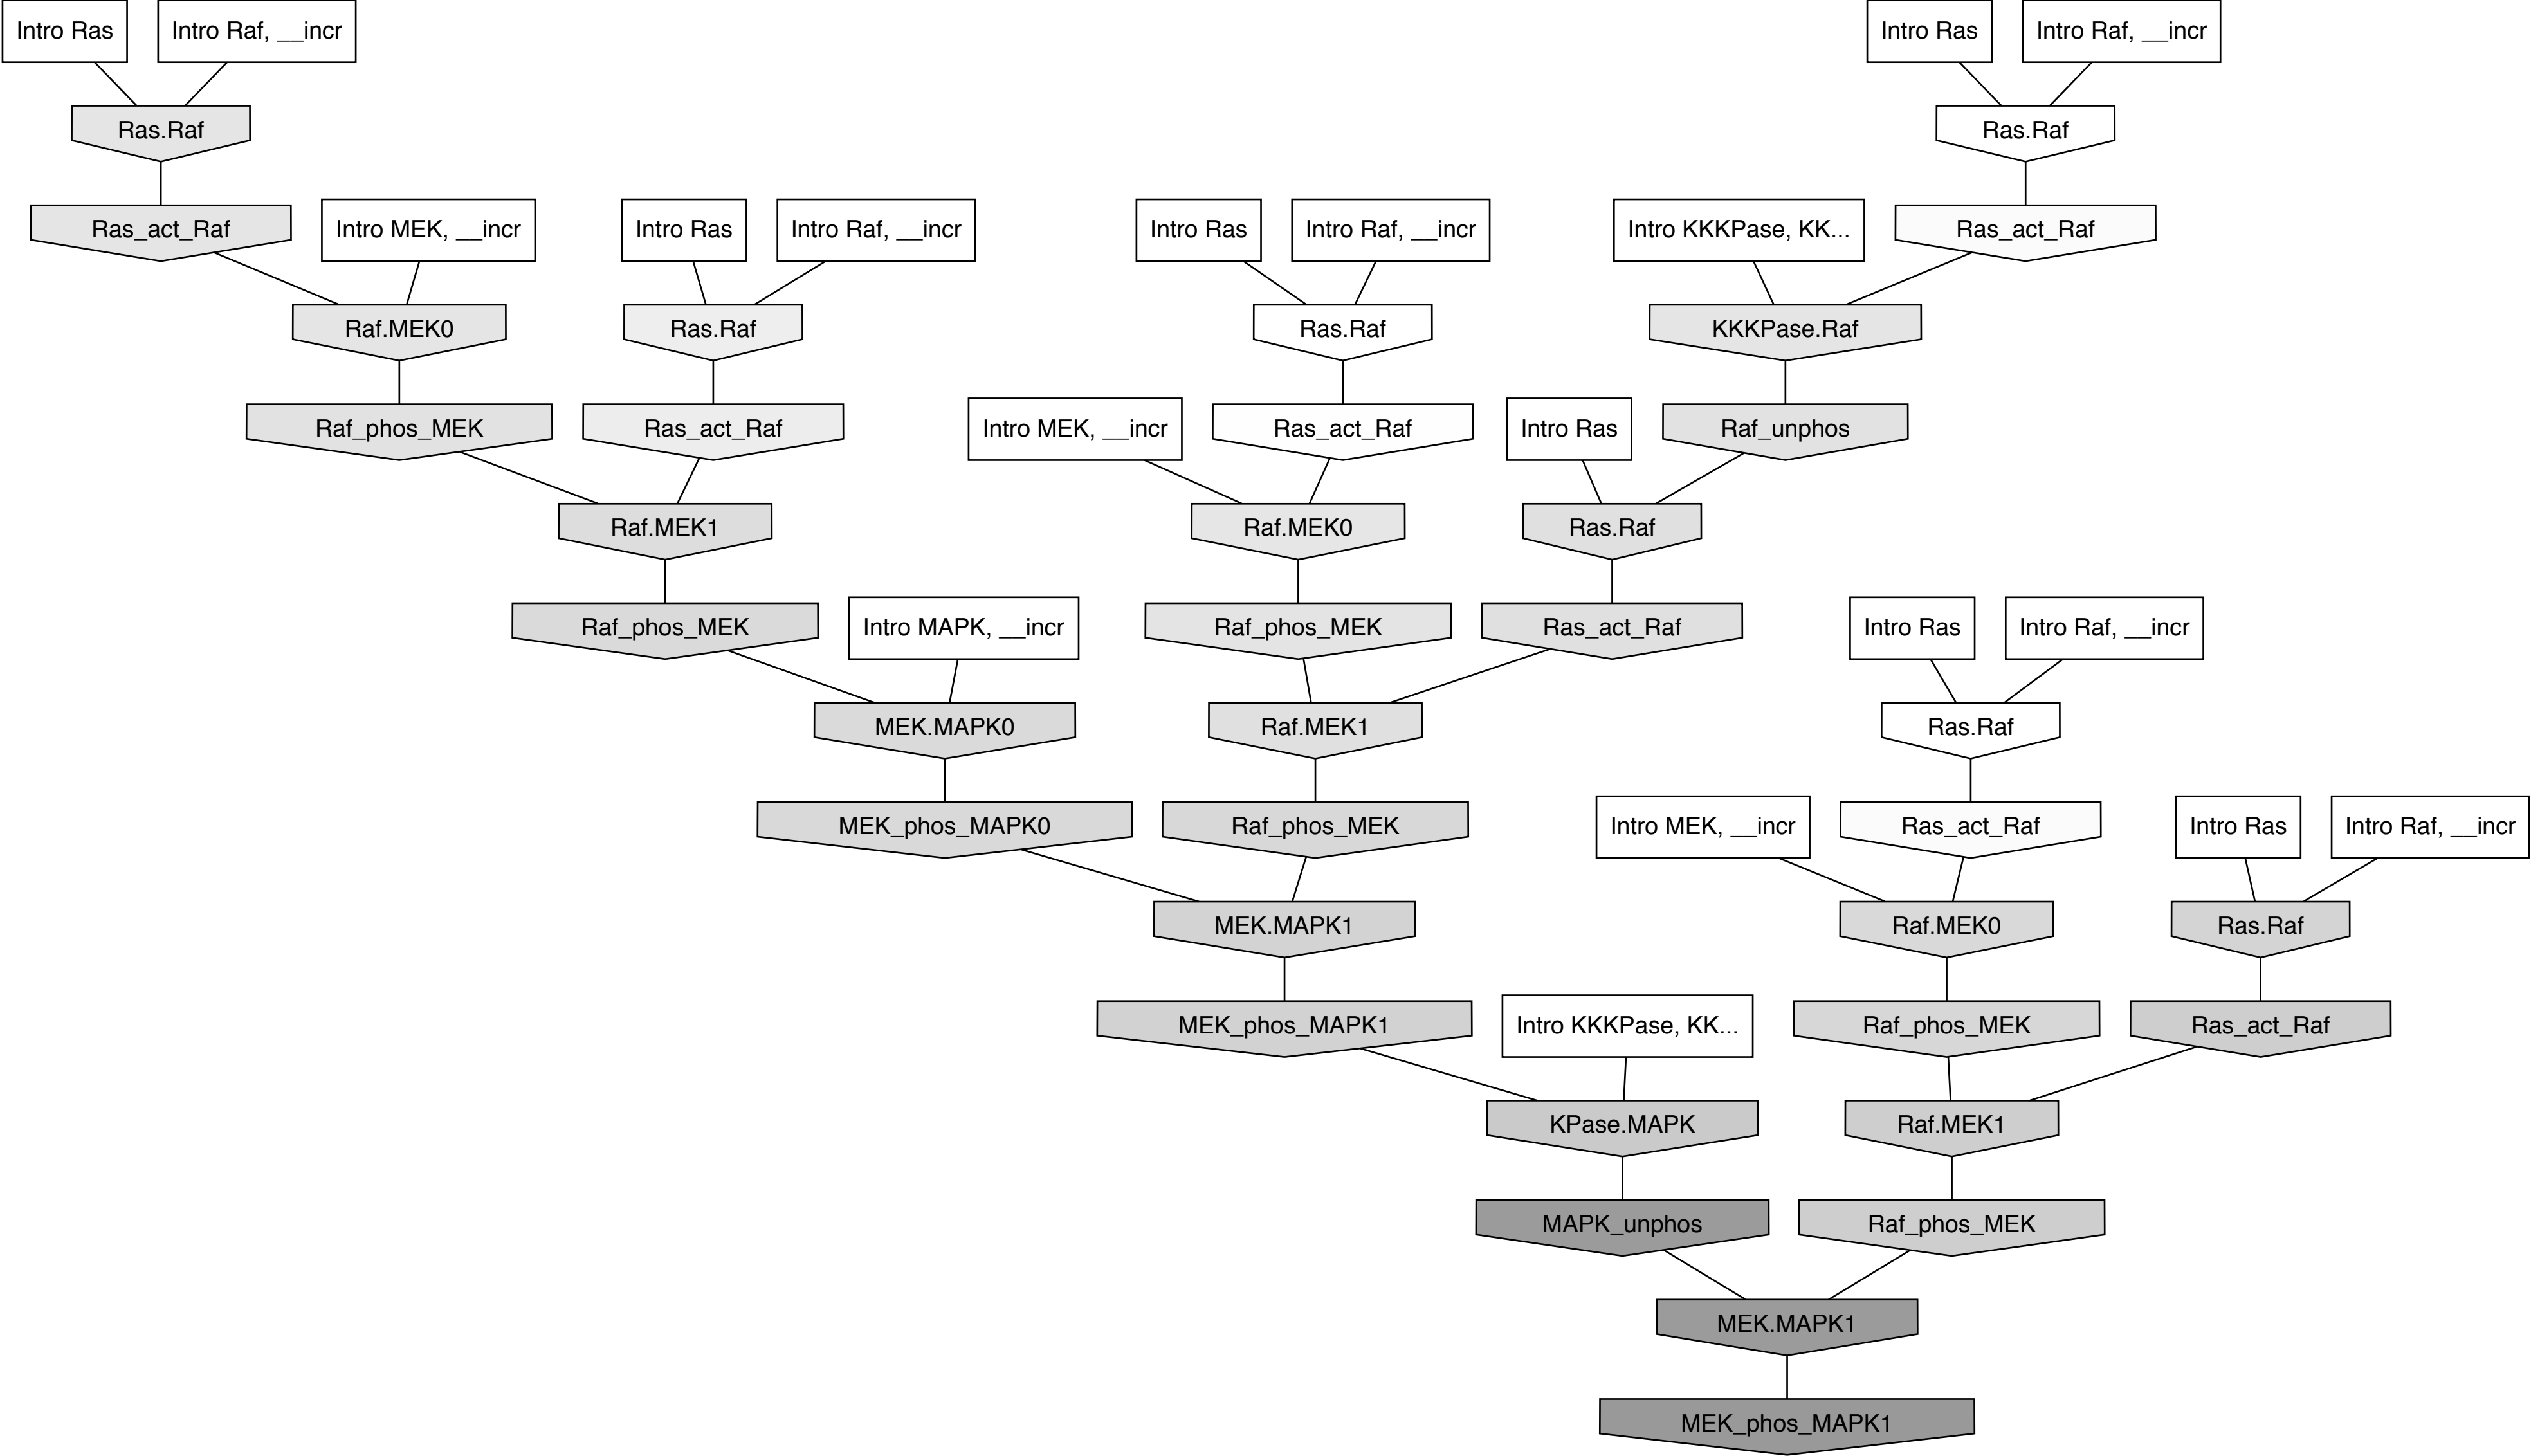 Intro Ras
Intro Raf, __incr
Intro Ras
Intro Raf, __incr
Ras.Raf
Ras.Raf
Ras_act_Raf
Intro MEK, __incr
Intro Ras
Intro Raf, __incr
Intro Ras
Intro Raf, __incr
Intro KKKPase, KK...
Ras_act_Raf
Raf.MEK0
Ras.Raf
Ras.Raf
KKKPase.Raf
Raf_phos_MEK
Ras_act_Raf
Intro MEK, __incr
Ras_act_Raf
Intro Ras
Raf_unphos
Raf.MEK1
Raf.MEK0
Ras.Raf
Raf_phos_MEK
Intro MAPK, __incr
Raf_phos_MEK
Ras_act_Raf
Intro Ras
Intro Raf, __incr
MEK.MAPK0
Raf.MEK1
Ras.Raf
MEK_phos_MAPK0
Raf_phos_MEK
Intro MEK, __incr
Ras_act_Raf
Intro Ras
Intro Raf, __incr
MEK.MAPK1
Raf.MEK0
Ras.Raf
MEK_phos_MAPK1
Intro KKKPase, KK...
Raf_phos_MEK
Ras_act_Raf
KPase.MAPK
Raf.MEK1
MAPK_unphos
Raf_phos_MEK
MEK.MAPK1
MEK_phos_MAPK1